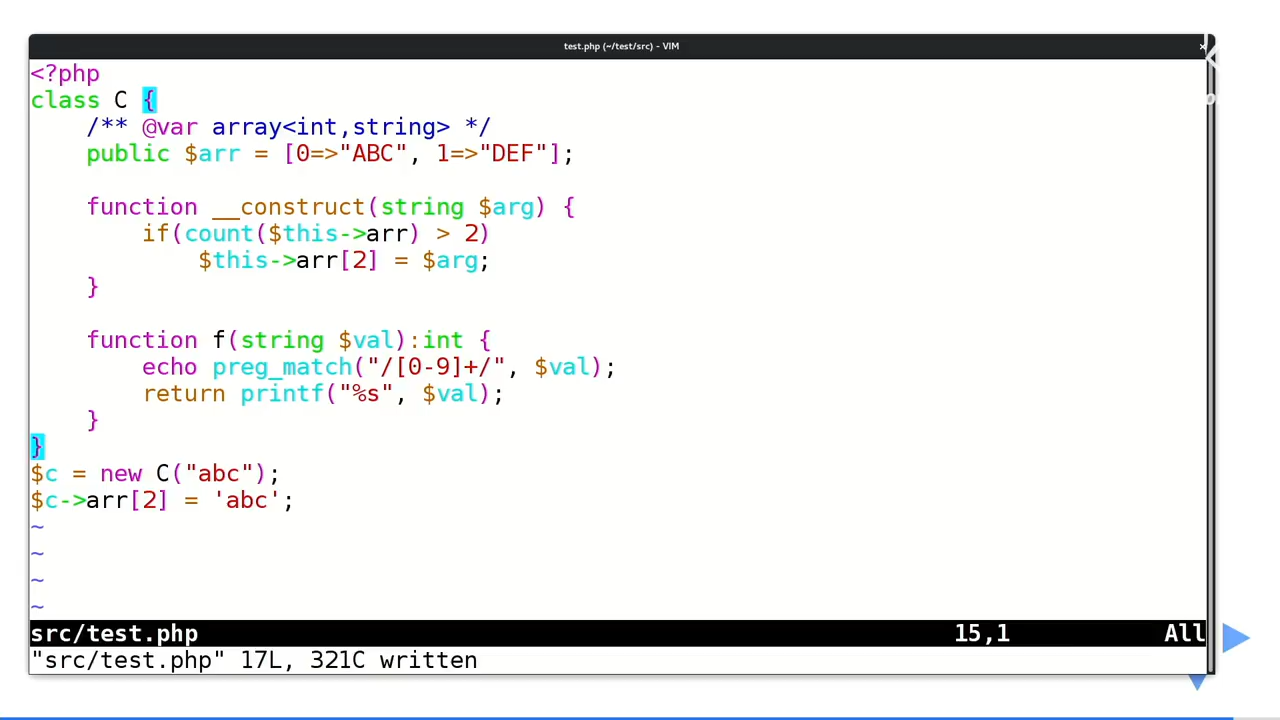 test.php (~/test/src) - VIM
<?php
class C {
    /** @var array<int,string> */
    public $arr = [0=>"ABC", 1=>"DEF"];
    function __construct(string $arg) {
        if(count($this->arr) > 2)
            $this->arr[2] = $arg;
    }
    function f(string $val):int {
        echo preg_match("/[0-9]+/", $val);
        return printf("%s", $val);
    }
}
$c = new C("abc");
$c->arr[2] = 'abc';
~
~
~
~
src/test.php 15,1 All
"src/test.php" 17L, 321C written